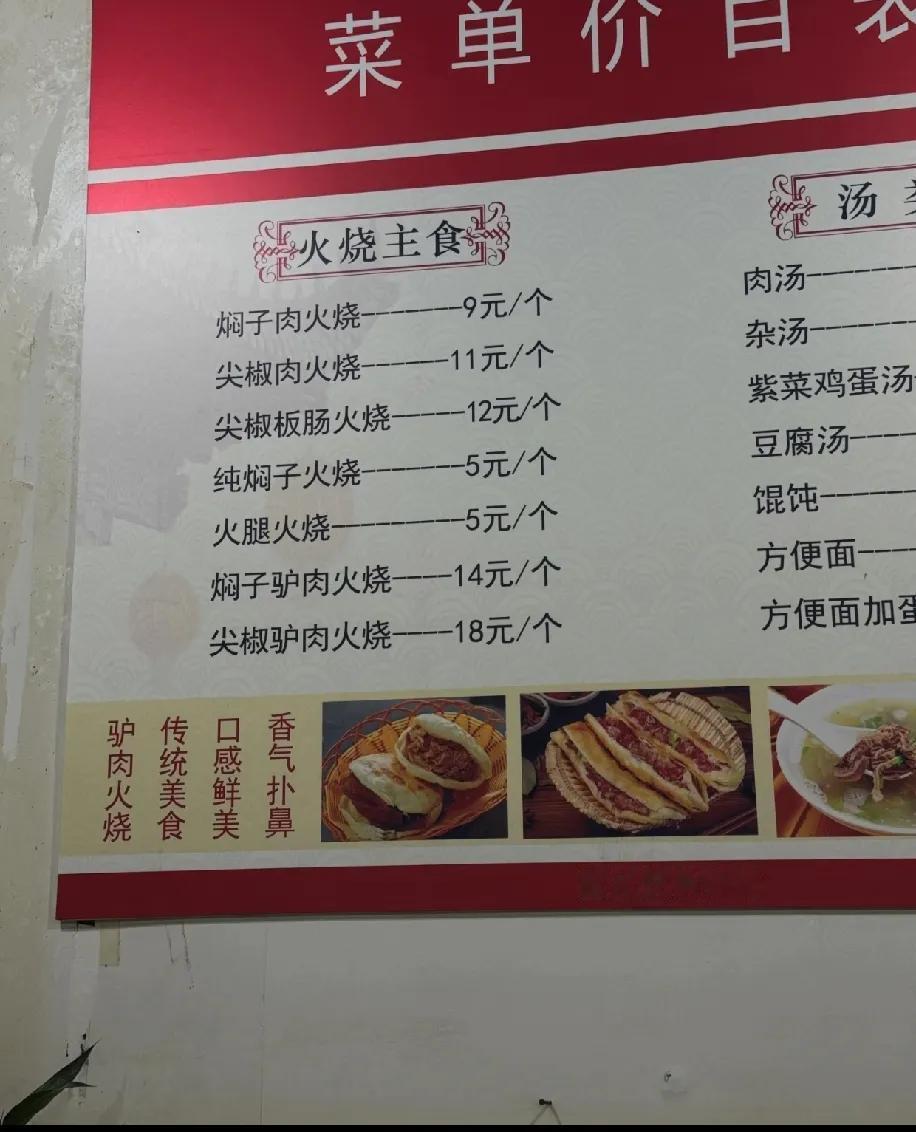 菜单价目表
火烧主食
焖子肉火烧-------9元/个
尖椒肉火烧------11元/个
尖椒板肠火烧-----12元/个
纯焖子火烧-------5元/个
火腿火烧---------5元/个
焖子驴肉火烧----14元/个
尖椒驴肉火烧----18元/个
汤
肉汤
杂汤
紫菜鸡蛋汤
豆腐汤
馄饨
方便面
方便面加蛋
驴肉火烧
传统美食
口感鲜美
香气扑鼻